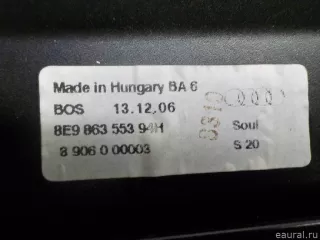 Made in Hungary BA 6
BOS 13.12.06
8E9 863 553 94H Soul
8 906 0 00003 S 20
eaural.ru